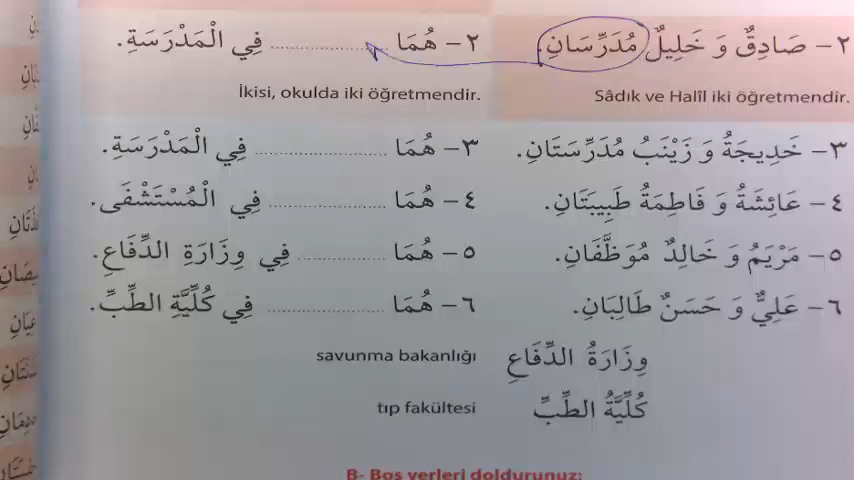 ٢ - صَادِقٌ وَ خَلِيلٌ مُدَرِّسَانِ. ٢ - هُمَا .................... فِي الْمَدْرَسَةِ.
Sâdık ve Halîl iki öğretmendir. İkisi, okulda iki öğretmendir.
٣ - خَدِيجَةُ وَ زَيْنَبُ مُدَرِّسَتَانِ. ٣ - هُمَا .................... فِي الْمَدْرَسَةِ.
٤ - عَائِشَةُ وَ فَاطِمَةُ طَبِيبَتَانِ. ٤ - هُمَا .................... فِي الْمُسْتَشْفَى.
٥ - مَرْيَمُ وَ خَالِدٌ مُوَظَّفَانِ. ٥ - هُمَا .................... فِي وِزَارَةِ الدِّفَاعِ.
٦ - عَلِيٌّ وَ حَسَنٌ طَالِبَانِ. ٦ - هُمَا .................... فِي كُلِّيَّةِ الطِّبِّ.
وِزَارَةُ الدِّفَاعِ savunma bakanlığı
كُلِّيَّةُ الطِّبِّ tıp fakültesi
B- Boş yerleri doldurunuz: